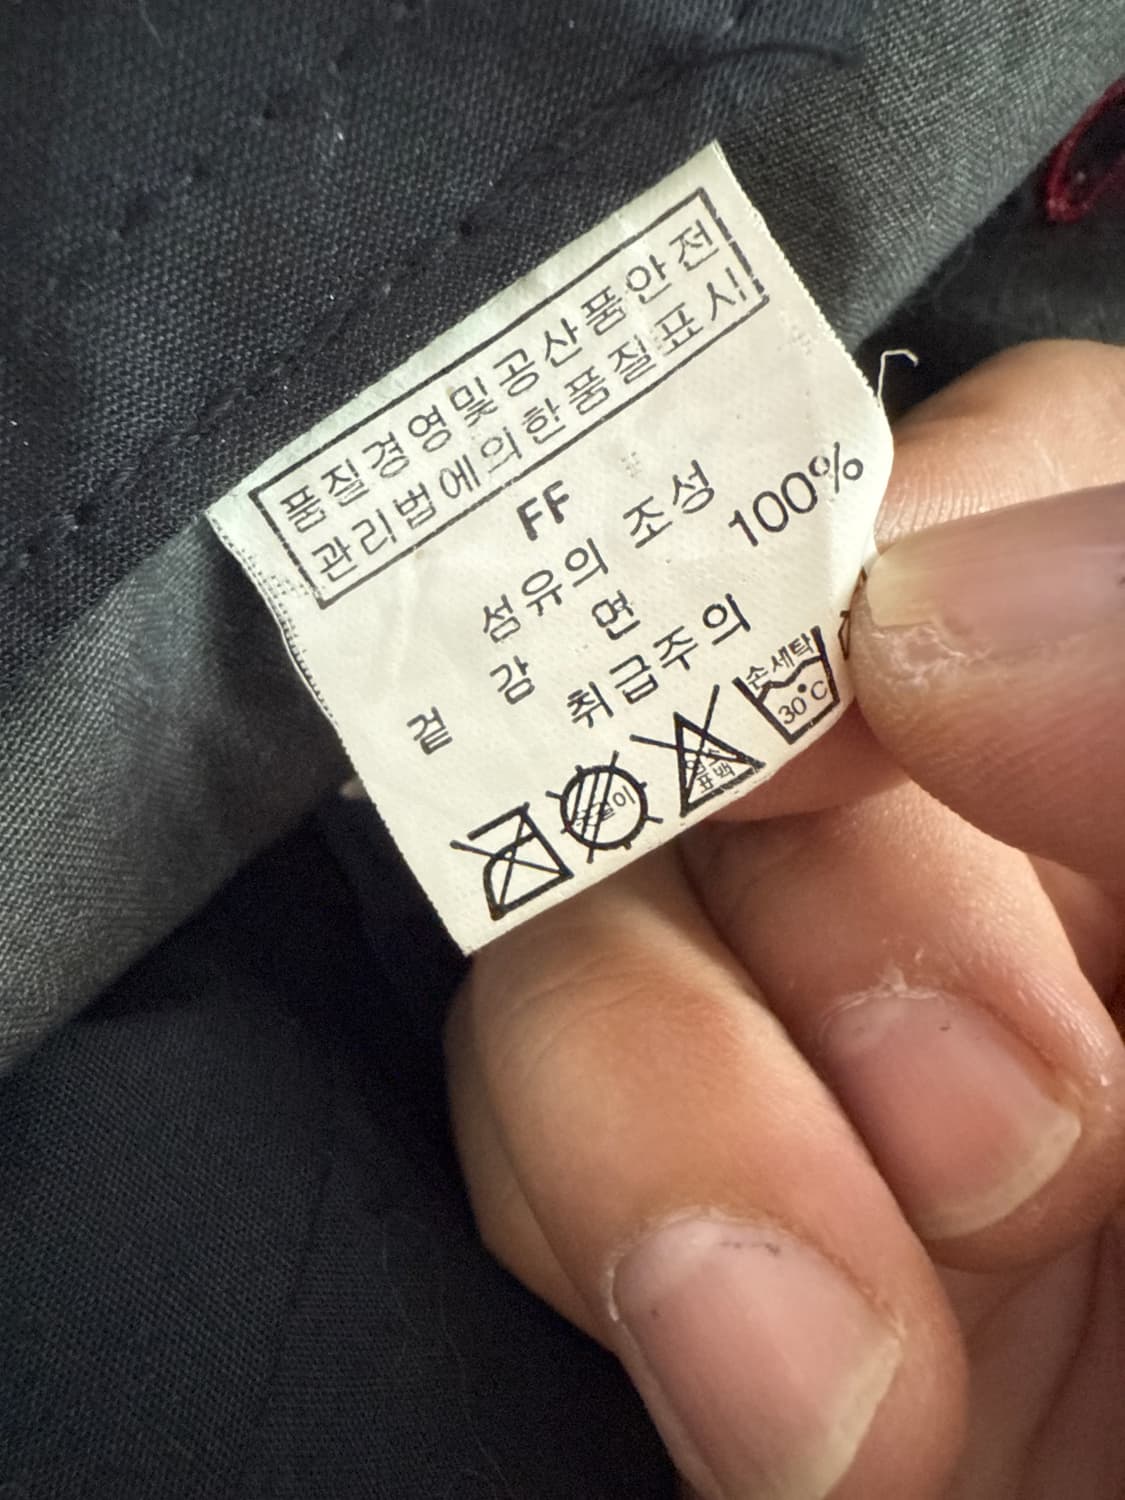 품질경영및공산품안전
관리법에의한품질표시
FF
섬유의 조성
겉 감 면 100%
취급주의
손세탁
30°C
표백